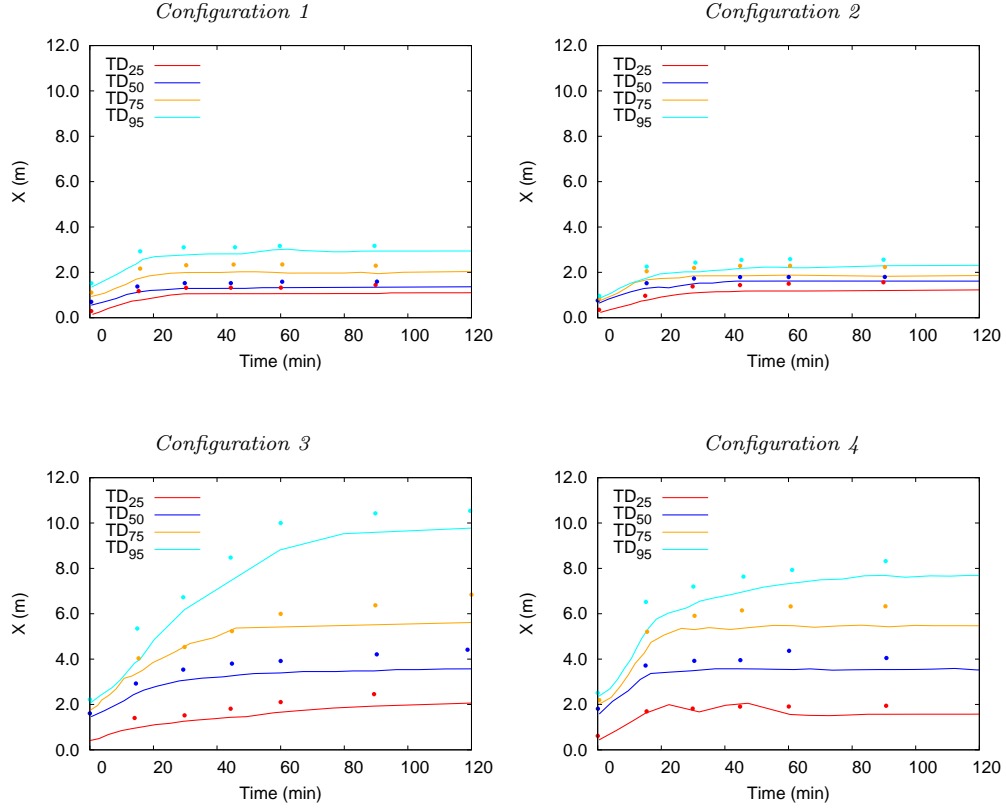 Configuration 1
12.0
10.0
8.0
6.0
4.0
2.0
0.0
X (m)
TD25
TD50
TD75
TD95
0 20 40 60 80 100 120
Time (min)
Configuration 2
12.0
10.0
8.0
6.0
4.0
2.0
0.0
X (m)
TD25
TD50
TD75
TD95
0 20 40 60 80 100 120
Time (min)
Configuration 3
12.0
10.0
8.0
6.0
4.0
2.0
0.0
X (m)
TD25
TD50
TD75
TD95
0 20 40 60 80 100 120
Time (min)
Configuration 4
12.0
10.0
8.0
6.0
4.0
2.0
0.0
X (m)
TD25
TD50
TD75
TD95
0 20 40 60 80 100 120
Time (min)